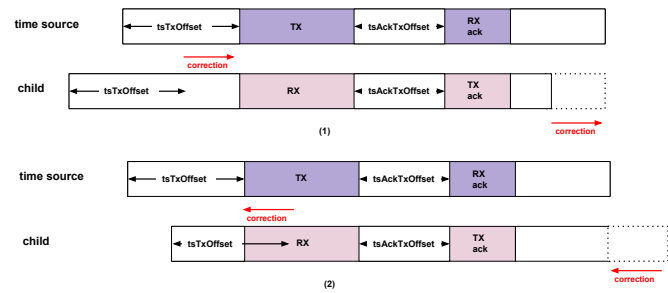 time source
tsTxOffset
TX
tsAckTxOffset
RX
ack
correction
child
tsTxOffset
RX
tsAckTxOffset
TX
ack
correction
(1)
time source
tsTxOffset
TX
tsAckTxOffset
RX
ack
correction
child
tsTxOffset
RX
tsAckTxOffset
TX
ack
correction
(2)